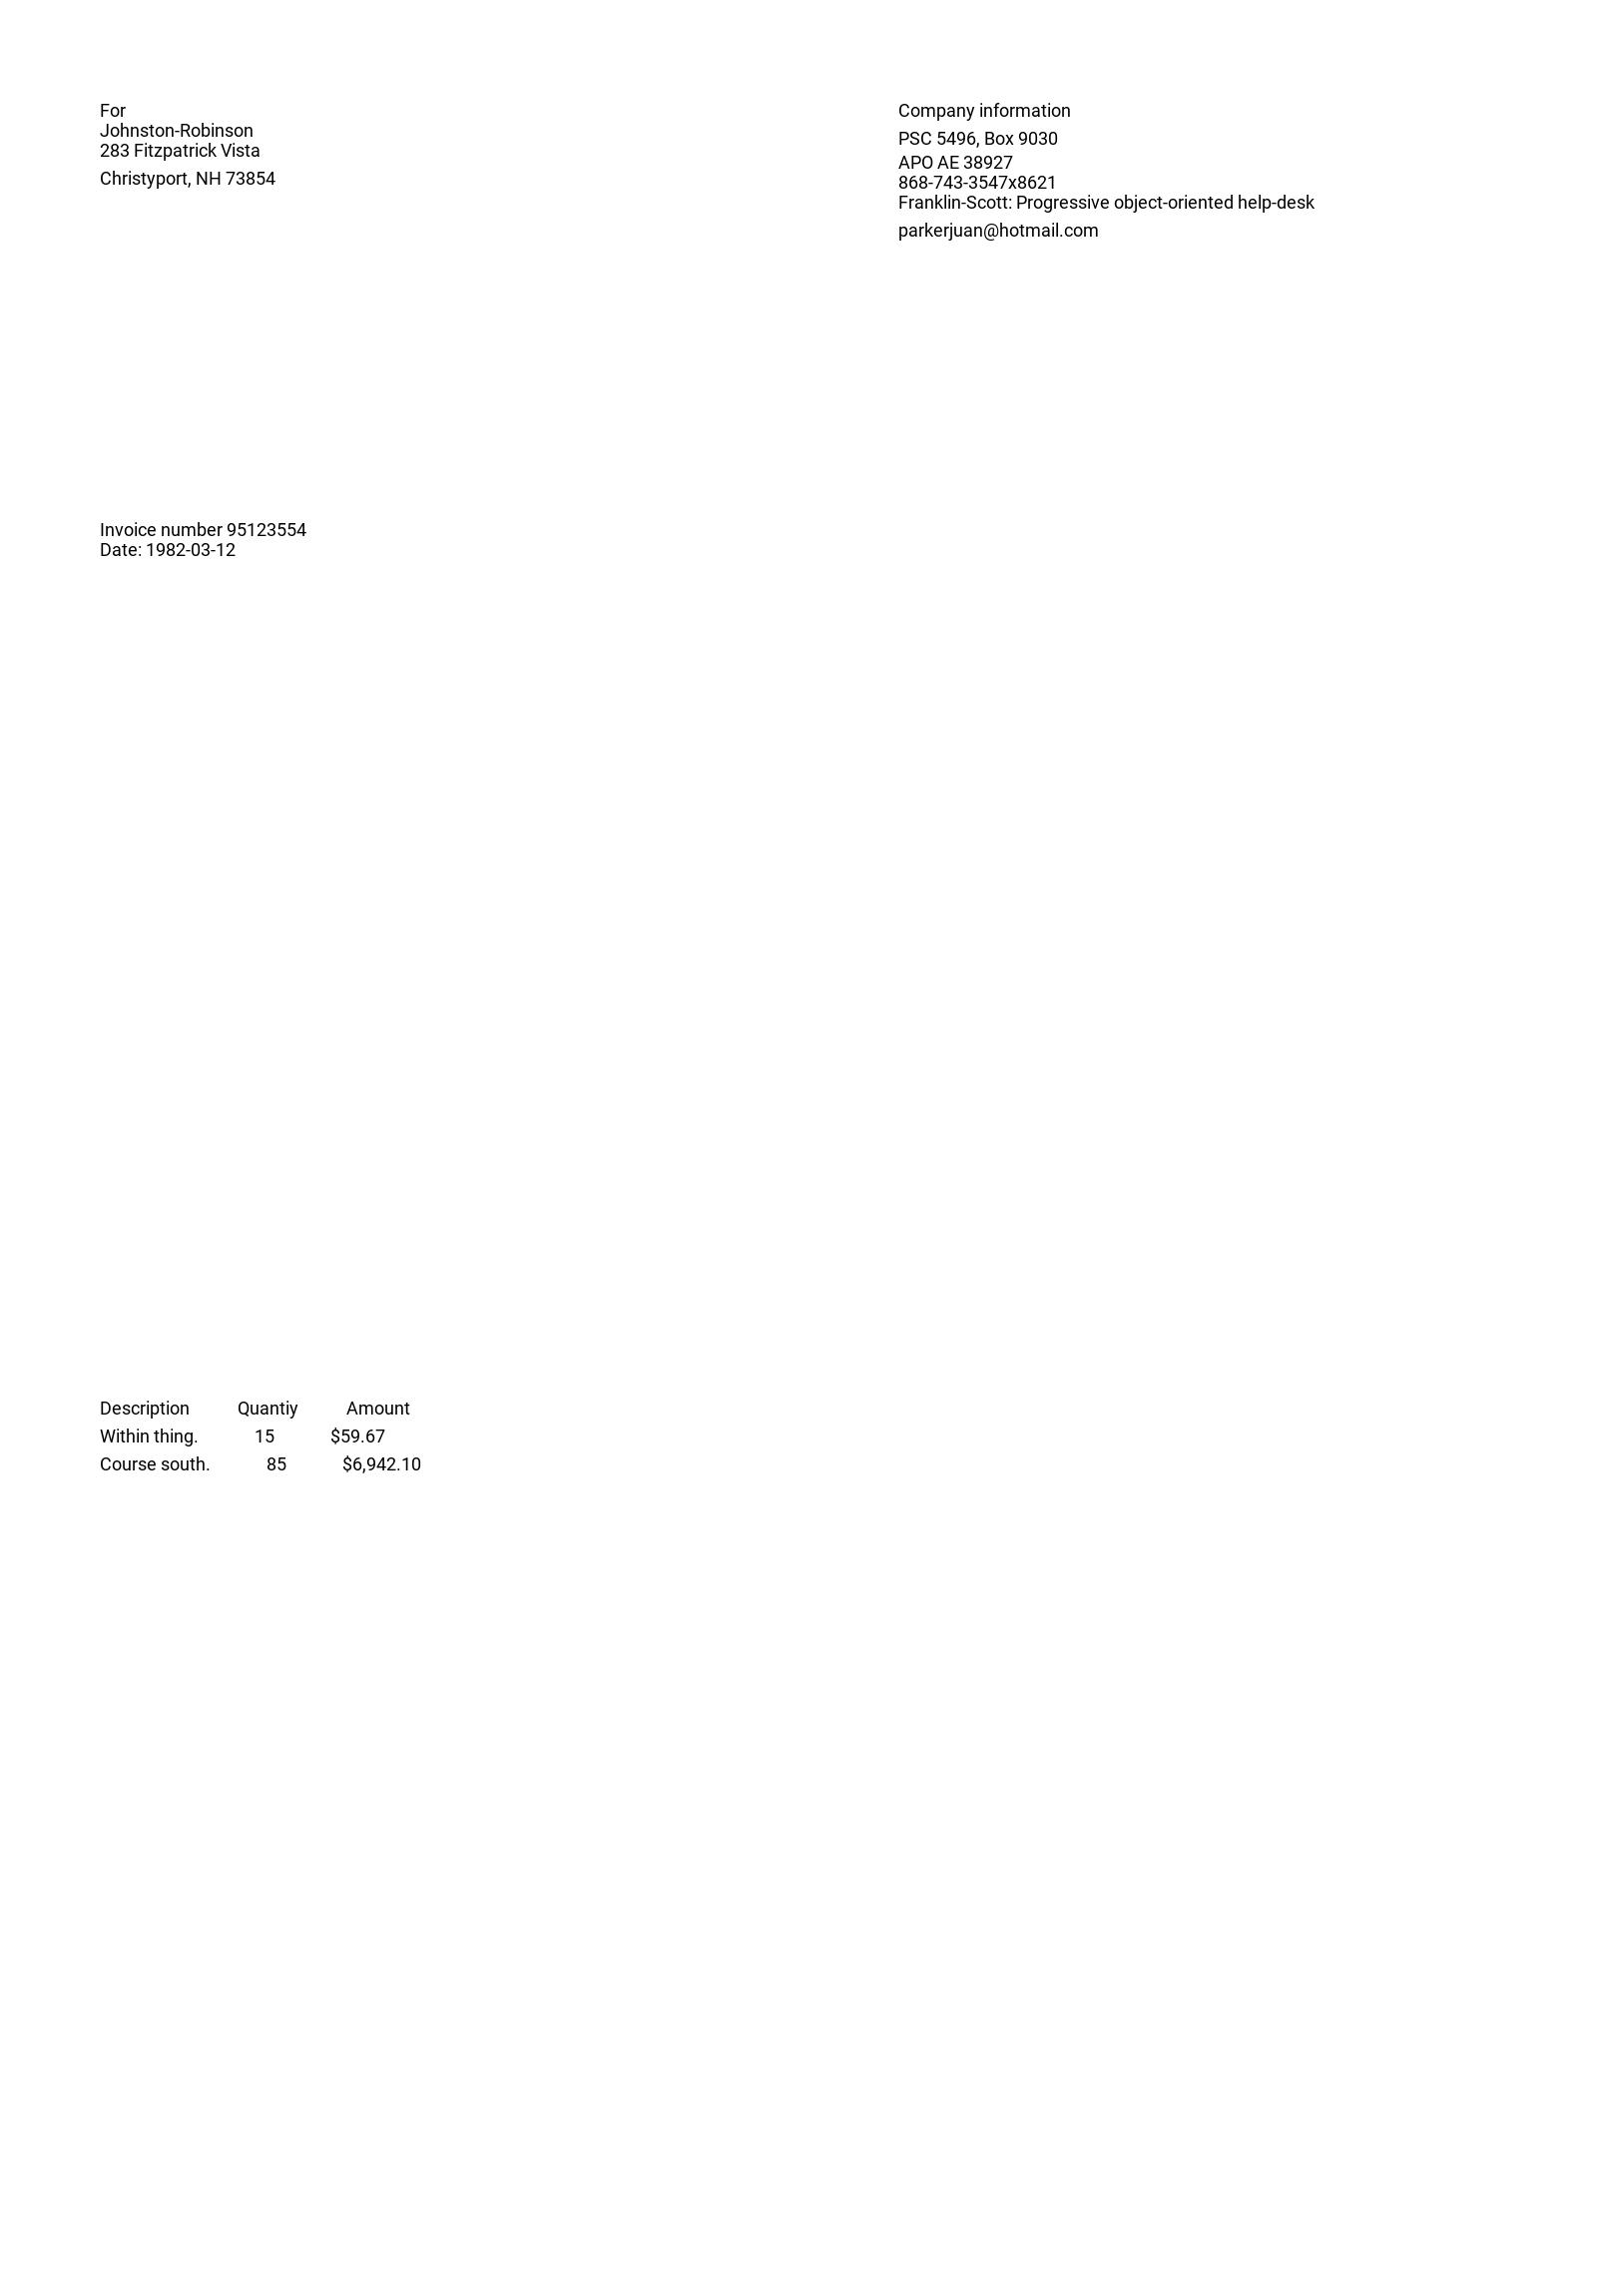 For
Johnston-Robinson
283 Fitzpatrick Vista
Christyport, NH 73854
Company information
PSC 5496, Box 9030
APO AE 38927
868-743-3547x8621
Franklin-Scott: Progressive object-oriented help-desk
parkerjuan@hotmail.com
Invoice number 95123554
Date: 1982-03-12
Description Quantiy Amount
Within thing. 15 $59.67
Course south. 85 $6,942.10